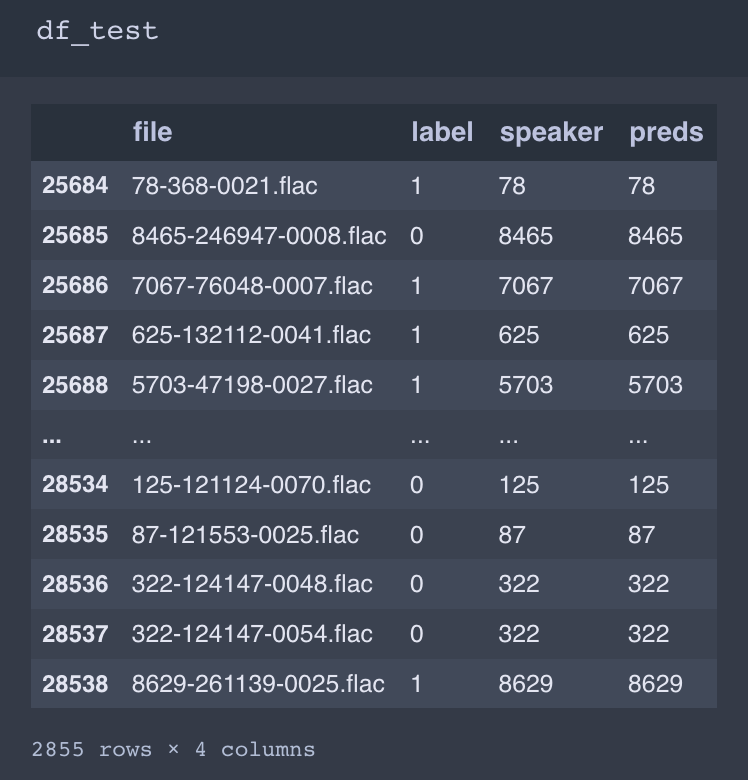 df_test
file label speaker preds
25684 78-368-0021.flac 1 78 78
25685 8465-246947-0008.flac 0 8465 8465
25686 7067-76048-0007.flac 1 7067 7067
25687 625-132112-0041.flac 1 625 625
25688 5703-47198-0027.flac 1 5703 5703
... ... ... ... ...
28534 125-121124-0070.flac 0 125 125
28535 87-121553-0025.flac 0 87 87
28536 322-124147-0048.flac 0 322 322
28537 322-124147-0054.flac 0 322 322
28538 8629-261139-0025.flac 1 8629 8629
2855 rows × 4 columns